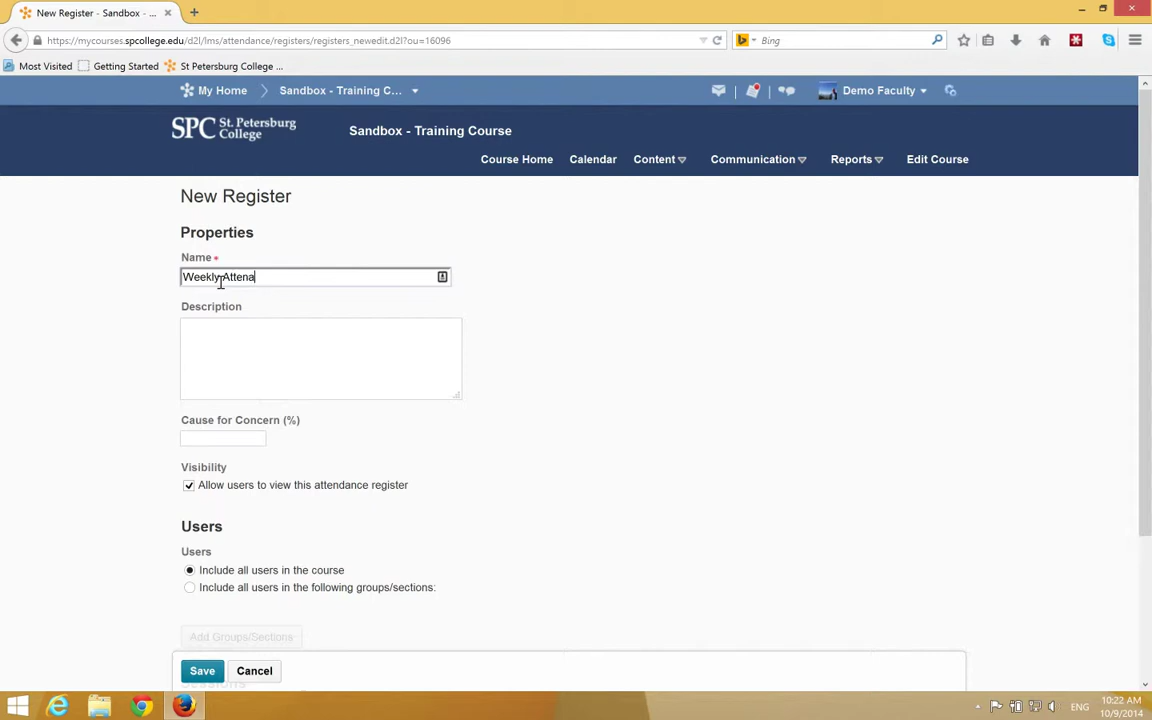 New Register - Sandbox - ...
https://mycourses.spcollege.edu/d2l/lms/attendance/registers/registers_newedit.d2l?ou=16096
Bing
Most Visited
Getting Started
St Petersburg College ...
My Home
Sandbox - Training C...
Demo Faculty
SPC St. Petersburg College
Sandbox - Training Course
Course Home
Calendar
Content
Communication
Reports
Edit Course
New Register
Properties
Name *
Weekly Attena
Description
Cause for Concern (%)
Visibility
Allow users to view this attendance register
Users
Users
Include all users in the course
Include all users in the following groups/sections:
Add Groups/Sections
Save
Cancel
Sessions
ENG
10:22 AM
10/9/2014